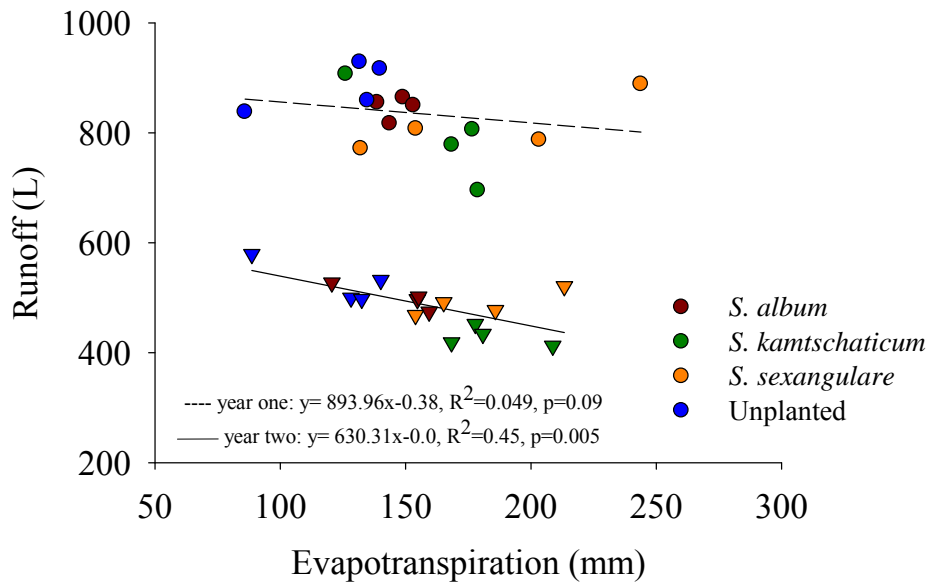 1000
800
600
400
200
Runoff (L)
S. album
S. kamtschaticum
S. sexangulare
Unplanted
year one: y= 893.96x-0.38, R²=0.049, p=0.09
year two: y= 630.31x-0.0, R²=0.45, p=0.005
50 100 150 200 250 300
Evapotranspiration (mm)